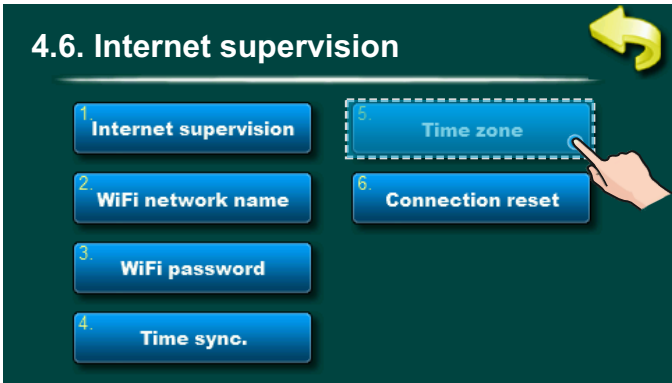 4.6. Internet supervision
1. Internet supervision
2. WiFi network name
3. WiFi password
4. Time sync.
5. Time zone
6. Connection reset